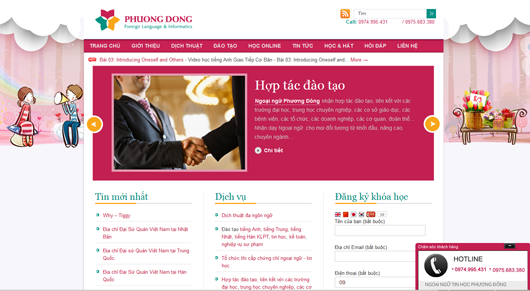 PHUONG DONG
Foreign Language & Informatics
Tìm
Call: 0974.995.431 / 0975.683.380
TRANG CHỦ GIỚI THIỆU DỊCH THUẬT ĐÀO TẠO HỌC ONLINE TIN TỨC HỌC & HÁT HỎI ĐÁP LIÊN HỆ
Bài 03: Introducing Oneself and Others - Video học tiếng Anh Giao Tiếp Cơ Bản - Bài 03: Introducing Oneself and... More →
Hợp tác đào tạo
Ngoại ngữ Phương Đông nhận hợp tác đào tạo, liên kết với các
trường đại học, trung học chuyên nghiệp, các cơ sở giáo dục, các
bệnh viện, các tổ chức, các doanh nghiệp, các cơ quan, đoàn thể...
Nhận dạy Ngoại ngữ cho mọi đối tượng từ khởi đầu, nâng cao,
chuyên ngành...
Chi tiết
Tin mới nhất
Why – Tiggy
Địa chỉ Đại Sứ Quán Việt Nam tại Nhật
Bản
Địa chỉ Đại sứ Quán Việt Nam tại Trung
Quốc
Địa chỉ Đại Sứ Quán Việt Nam tại Hàn
Quốc
Dịch vụ
Dịch thuật đa ngôn ngữ
Đào tạo tiếng Anh, tiếng Trung, tiếng
Nhật, tiếng Hàn KLPT, tin học, kế toán,
nghiệp vụ sư phạm
Tổ chức thi cấp chứng chỉ ngoại ngữ - tin
học
Hợp tác đào tạo, liên kết với các trường
đại học, trung học chuyên nghiệp, các cơ
Đăng ký khóa học
Tên của bạn (bắt buộc)
Địa chỉ Email (bắt buộc)
Điện thoại (bắt buộc)
09
Chăm sóc khách hàng
HOTLINE
* 0974.995.431 * 0975.683.380
NGOẠI NGỮ TIN HỌC PHƯƠNG ĐÔNG